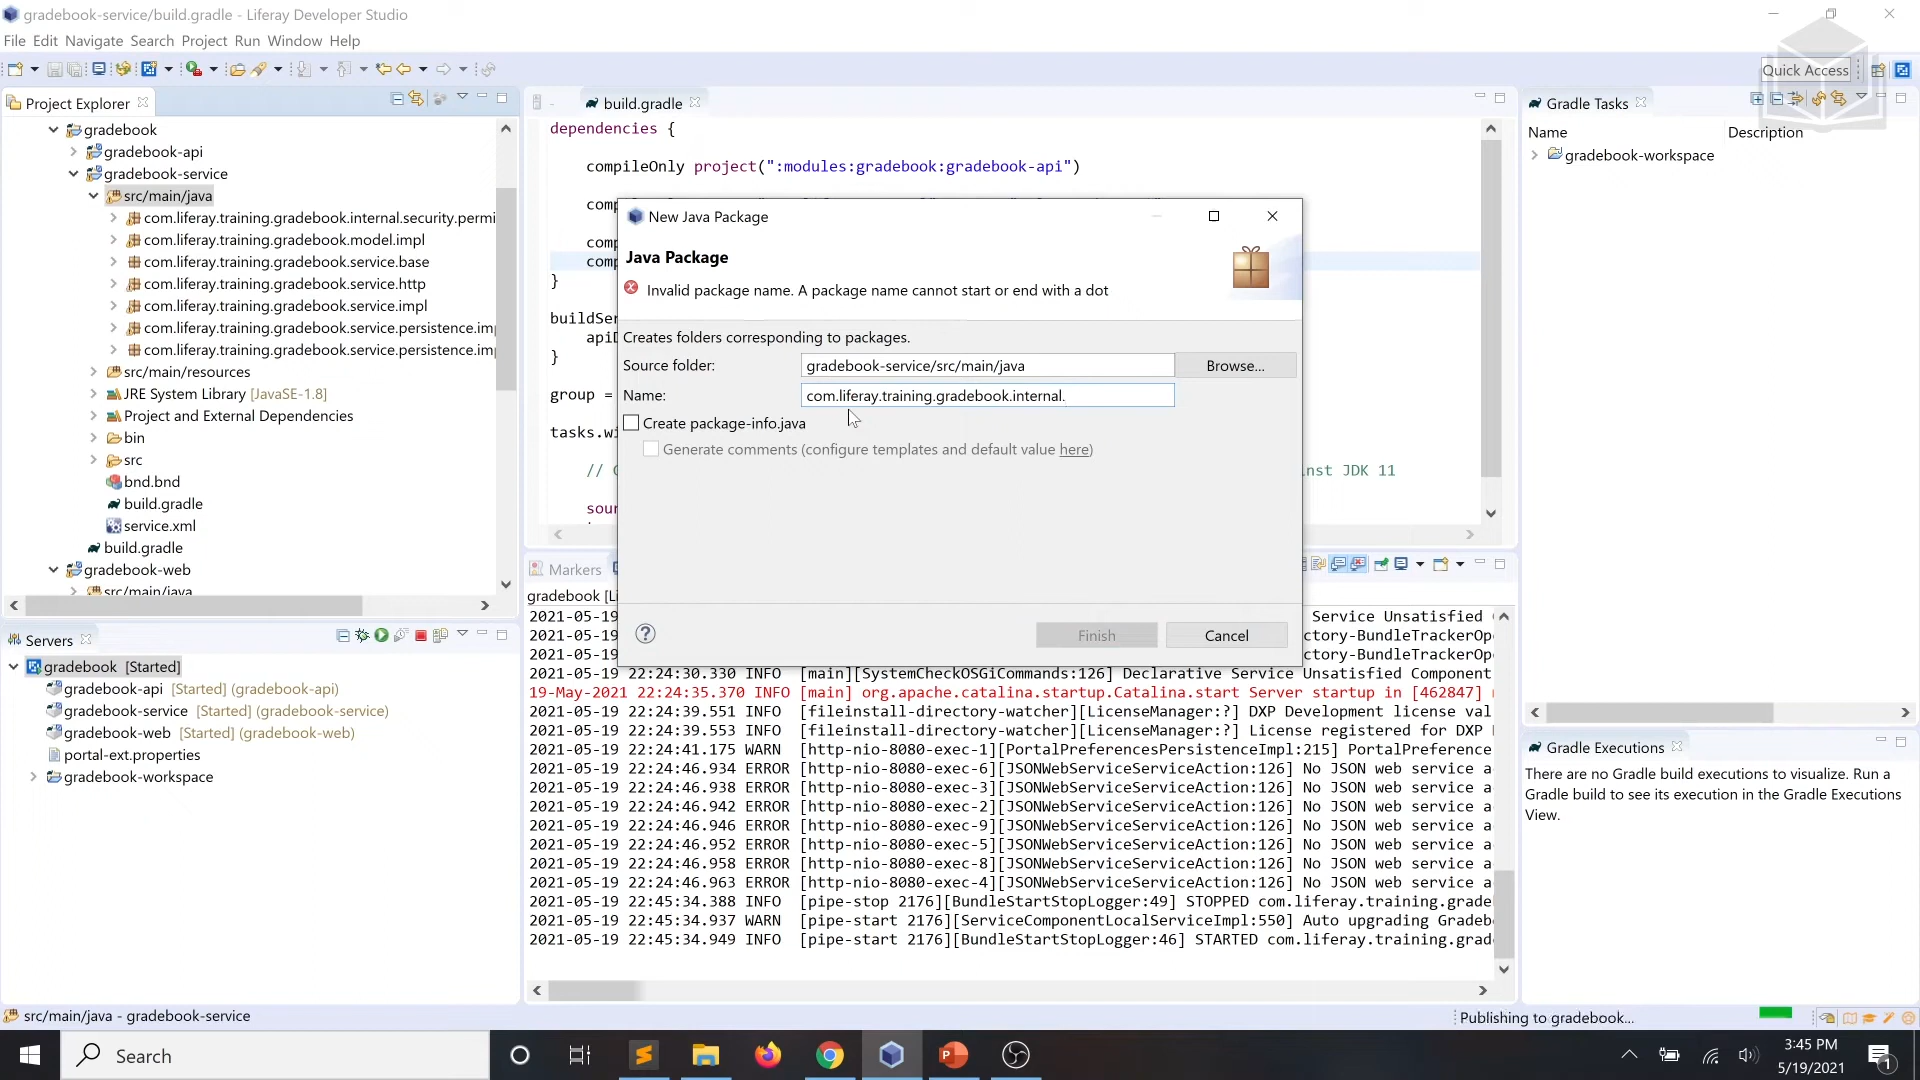 gradebook-service/build.gradle - Liferay Developer Studio
File Edit Navigate Search Project Run Window Help
Quick Access
Project Explorer
gradebook
gradebook-api
gradebook-service
src/main/java
com.liferay.training.gradebook.internal.security.permi
com.liferay.training.gradebook.model.impl
com.liferay.training.gradebook.service.base
com.liferay.training.gradebook.service.http
com.liferay.training.gradebook.service.impl
com.liferay.training.gradebook.service.persistence.imp
com.liferay.training.gradebook.service.persistence.imp
src/main/resources
JRE System Library [JavaSE-1.8]
Project and External Dependencies
bin
src
bnd.bnd
build.gradle
service.xml
build.gradle
gradebook-web
src/main/java
build.gradle
dependencies {
compileOnly project(":modules:gradebook:gradebook-api")
comp
comp
comp
}
buildSer
apiD
}
group =
tasks.wi
// C
nst JDK 11
sour
New Java Package
Java Package
Invalid package name. A package name cannot start or end with a dot
Creates folders corresponding to packages.
Source folder: gradebook-service/src/main/java Browse...
Name: com.liferay.training.gradebook.internal.
Create package-info.java
Generate comments (configure templates and default value here)
Finish Cancel
Gradle Tasks
Name Description
gradebook-workspace
Servers
gradebook [Started]
gradebook-api [Started] (gradebook-api)
gradebook-service [Started] (gradebook-service)
gradebook-web [Started] (gradebook-web)
portal-ext.properties
gradebook-workspace
Markers
gradebook [Li
2021-05-19 Service Unsatisfied
2021-05-19 ctory-BundleTrackerOp
2021-05-19 ctory-BundleTrackerOp
2021-05-19 22:24:30.330 INFO [main][SystemCheckOSGiCommands:126] Declarative Service Unsatisfied Component
19-May-2021 22:24:35.370 INFO [main] org.apache.catalina.startup.Catalina.start Server startup in [462847] m
2021-05-19 22:24:39.551 INFO [fileinstall-directory-watcher][LicenseManager:?] DXP Development license val
2021-05-19 22:24:39.553 INFO [fileinstall-directory-watcher][LicenseManager:?] License registered for DXP
2021-05-19 22:24:41.175 WARN [http-nio-8080-exec-1][PortalPreferencesPersistenceImpl:215] PortalPreference
2021-05-19 22:24:46.934 ERROR [http-nio-8080-exec-6][JSONWebServiceServiceAction:126] No JSON web service a
2021-05-19 22:24:46.938 ERROR [http-nio-8080-exec-3][JSONWebServiceServiceAction:126] No JSON web service a
2021-05-19 22:24:46.942 ERROR [http-nio-8080-exec-2][JSONWebServiceServiceAction:126] No JSON web service a
2021-05-19 22:24:46.946 ERROR [http-nio-8080-exec-9][JSONWebServiceServiceAction:126] No JSON web service a
2021-05-19 22:24:46.952 ERROR [http-nio-8080-exec-5][JSONWebServiceServiceAction:126] No JSON web service a
2021-05-19 22:24:46.958 ERROR [http-nio-8080-exec-8][JSONWebServiceServiceAction:126] No JSON web service a
2021-05-19 22:24:46.963 ERROR [http-nio-8080-exec-4][JSONWebServiceServiceAction:126] No JSON web service a
2021-05-19 22:45:34.388 INFO [pipe-stop 2176][BundleStartStopLogger:49] STOPPED com.liferay.training.grade
2021-05-19 22:45:34.937 WARN [pipe-start 2176][ServiceComponentLocalServiceImpl:550] Auto upgrading Gradeb
2021-05-19 22:45:34.949 INFO [pipe-start 2176][BundleStartStopLogger:46] STARTED com.liferay.training.grad
Gradle Executions
There are no Gradle build executions to visualize. Run a
Gradle build to see its execution in the Gradle Executions
View.
src/main/java - gradebook-service
Publishing to gradebook...
Search
3:45 PM
5/19/2021
1